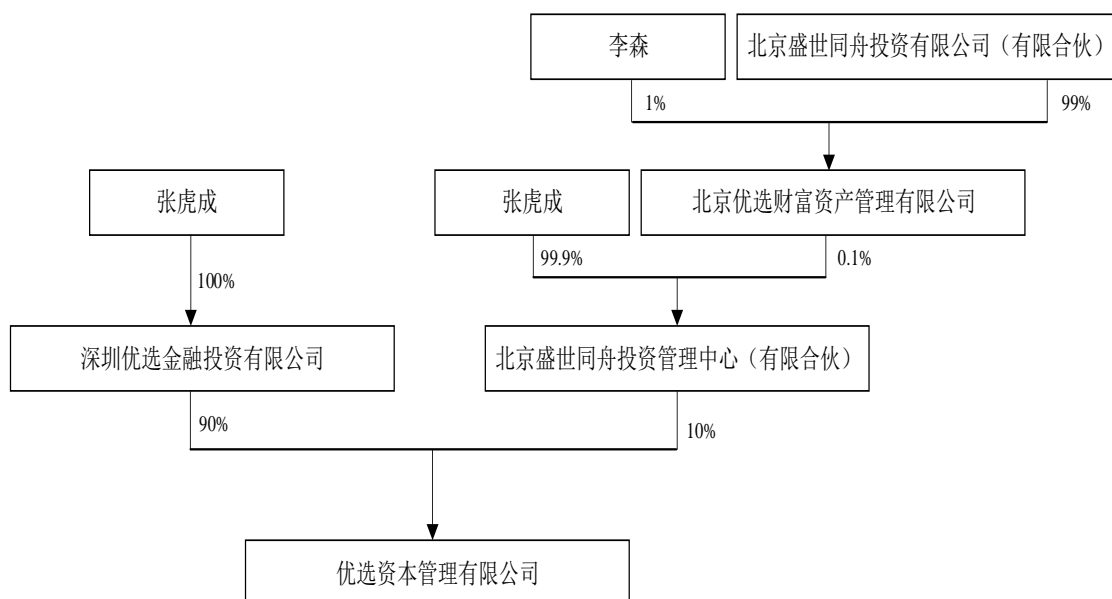 李森
北京盛世同舟投资有限公司（有限合伙）
1%
99%
张虎成
张虎成
北京优选财富资产管理有限公司
99.9%
0.1%
100%
深圳优选金融投资有限公司
北京盛世同舟投资管理中心（有限合伙）
90%
10%
优选资本管理有限公司